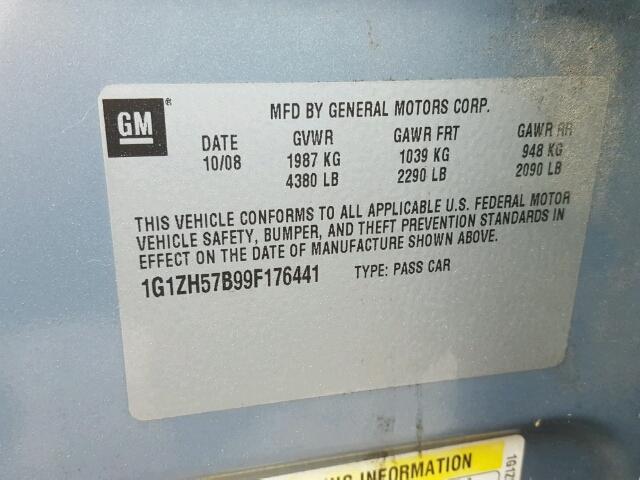 GM®
MFD BY GENERAL MOTORS CORP.
DATE GVWR GAWR FRT GAWR RR
10/08 1987 KG 1039 KG 948 KG
4380 LB 2290 LB 2090 LB
THIS VEHICLE CONFORMS TO ALL APPLICABLE U.S. FEDERAL MOTOR
VEHICLE SAFETY, BUMPER, AND THEFT PREVENTION STANDARDS IN
EFFECT ON THE DATE OF MANUFACTURE SHOWN ABOVE.
1G1ZH57B99F176441 TYPE: PASS CAR
INFORMATION
1G1Z